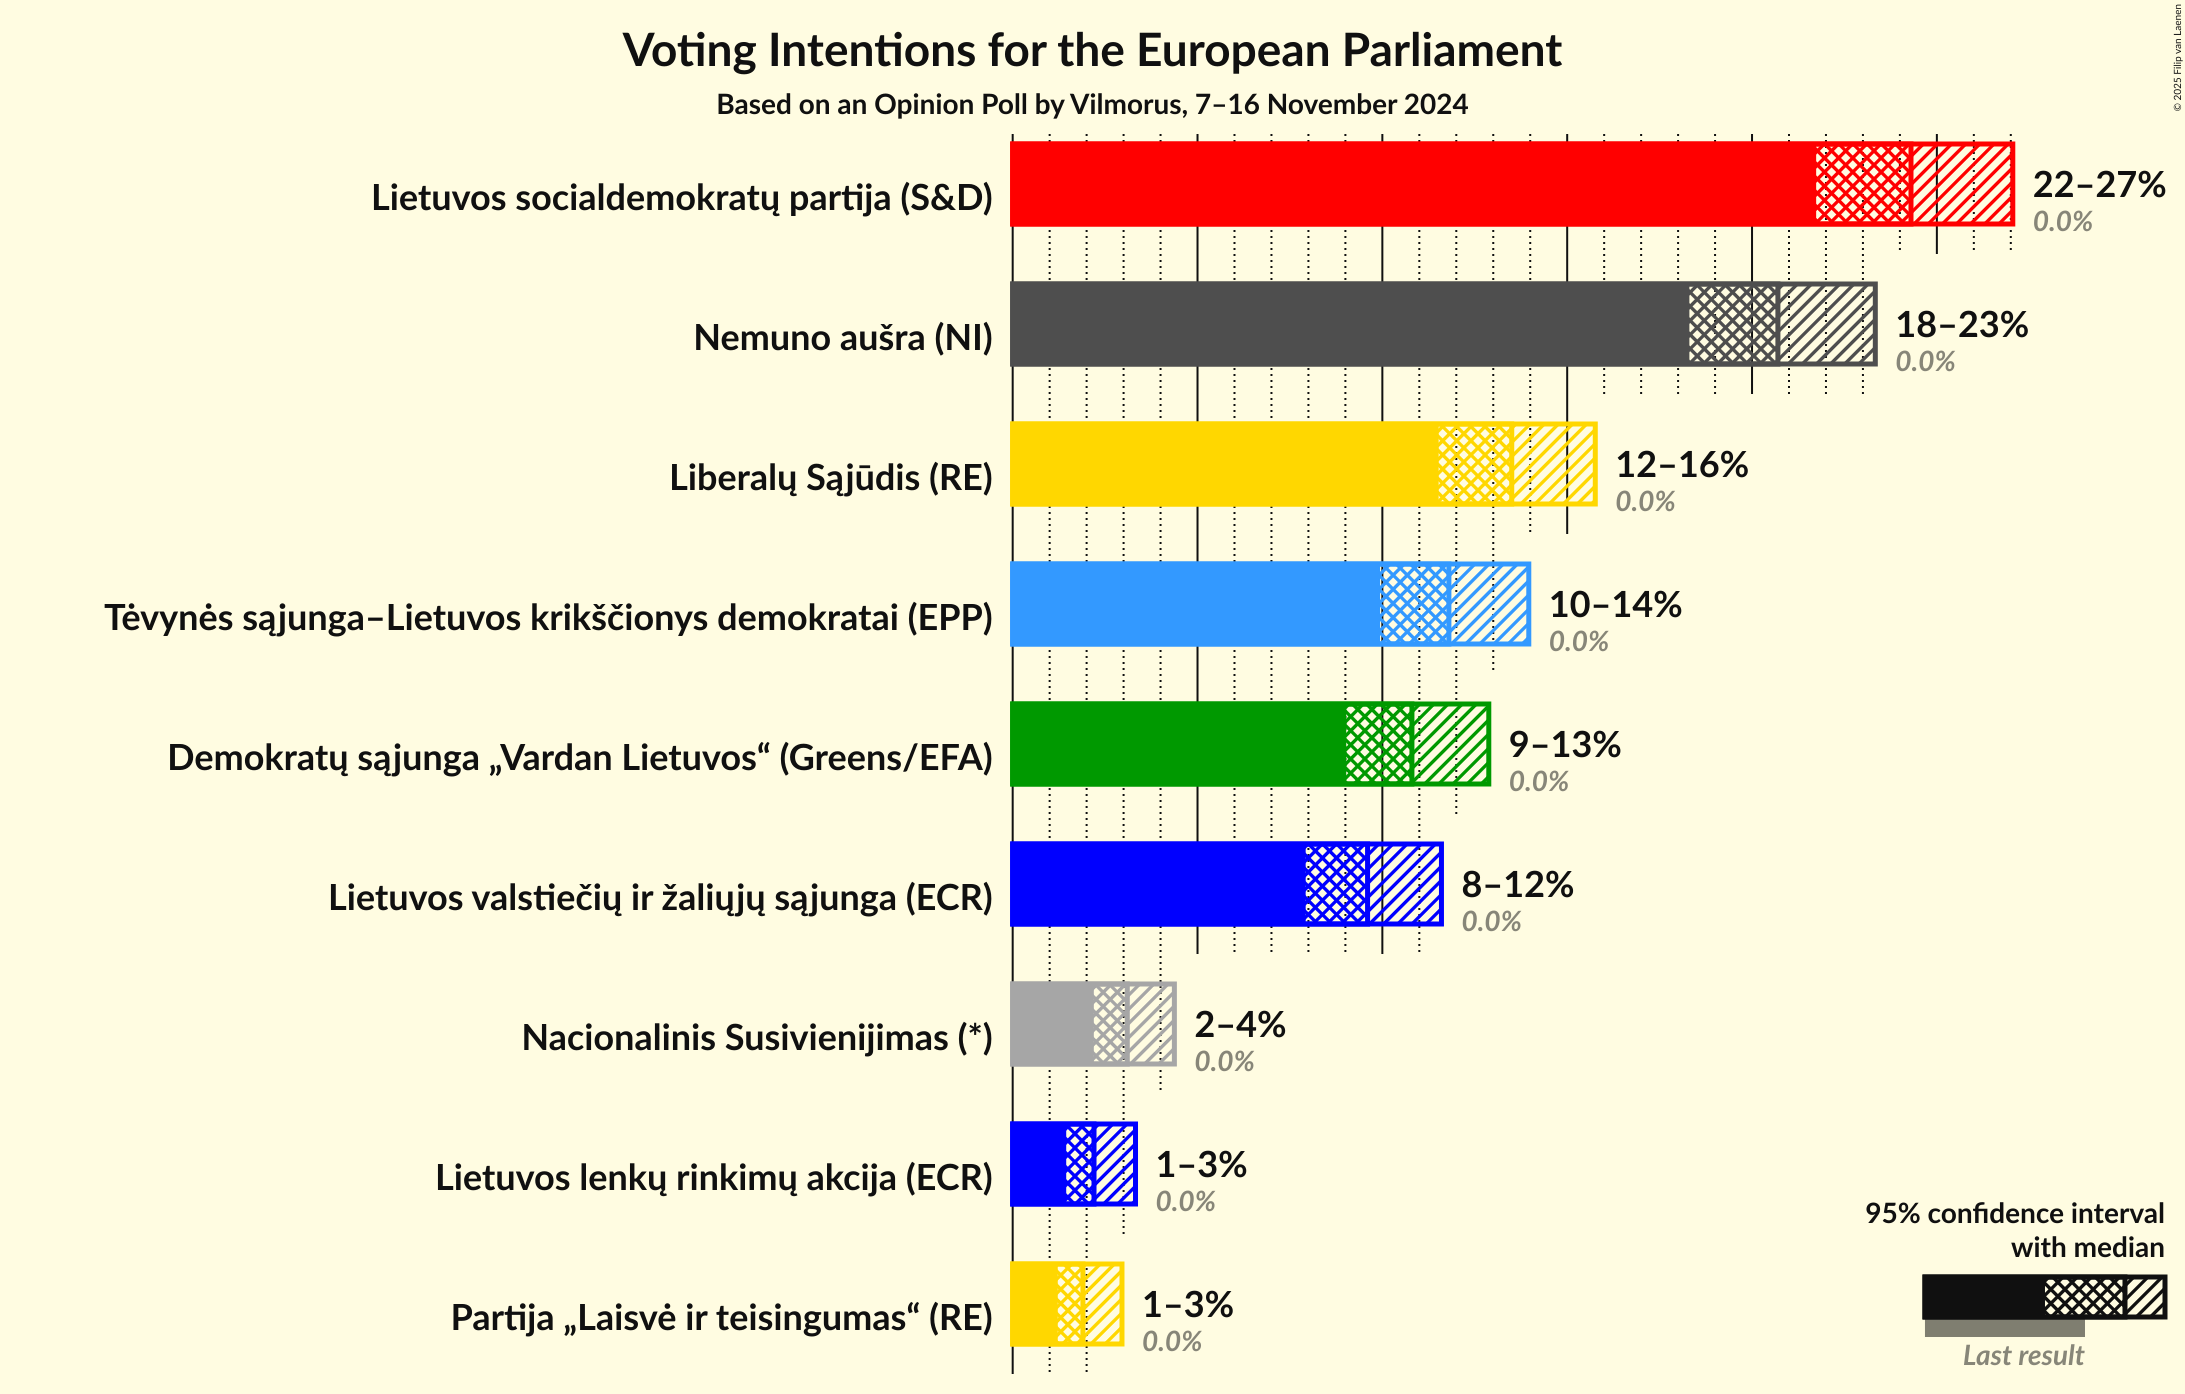 Voting Intentions for the European Parliament
Based on an Opinion Poll by Vilmorus, 7–16 November 2024
© 2025 Filip van Laenen
Lietuvos socialdemokratų partija (S&D)
22–27%
0.0%
Nemuno aušra (NI)
18–23%
0.0%
Liberalų Sąjūdis (RE)
12–16%
0.0%
Tėvynės sąjunga–Lietuvos krikščionys demokratai (EPP)
10–14%
0.0%
Demokratų sąjunga „Vardan Lietuvos“ (Greens/EFA)
9–13%
0.0%
Lietuvos valstiečių ir žaliųjų sąjunga (ECR)
8–12%
0.0%
Nacionalinis Susivienijimas (*)
2–4%
0.0%
Lietuvos lenkų rinkimų akcija (ECR)
1–3%
0.0%
Partija „Laisvė ir teisingumas“ (RE)
1–3%
0.0%
95% confidence interval
with median
Last result